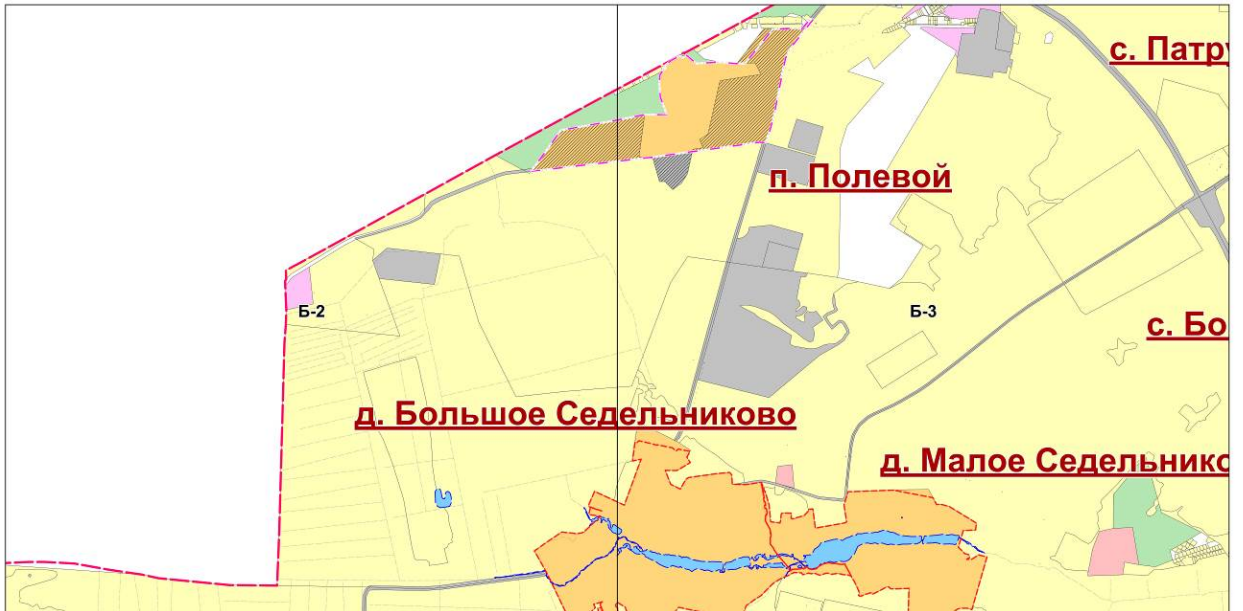 с. Патру
п. Полевой
Б-2
Б-3
с. Бо
д. Большое Седельниково
д. Малое Седельнико